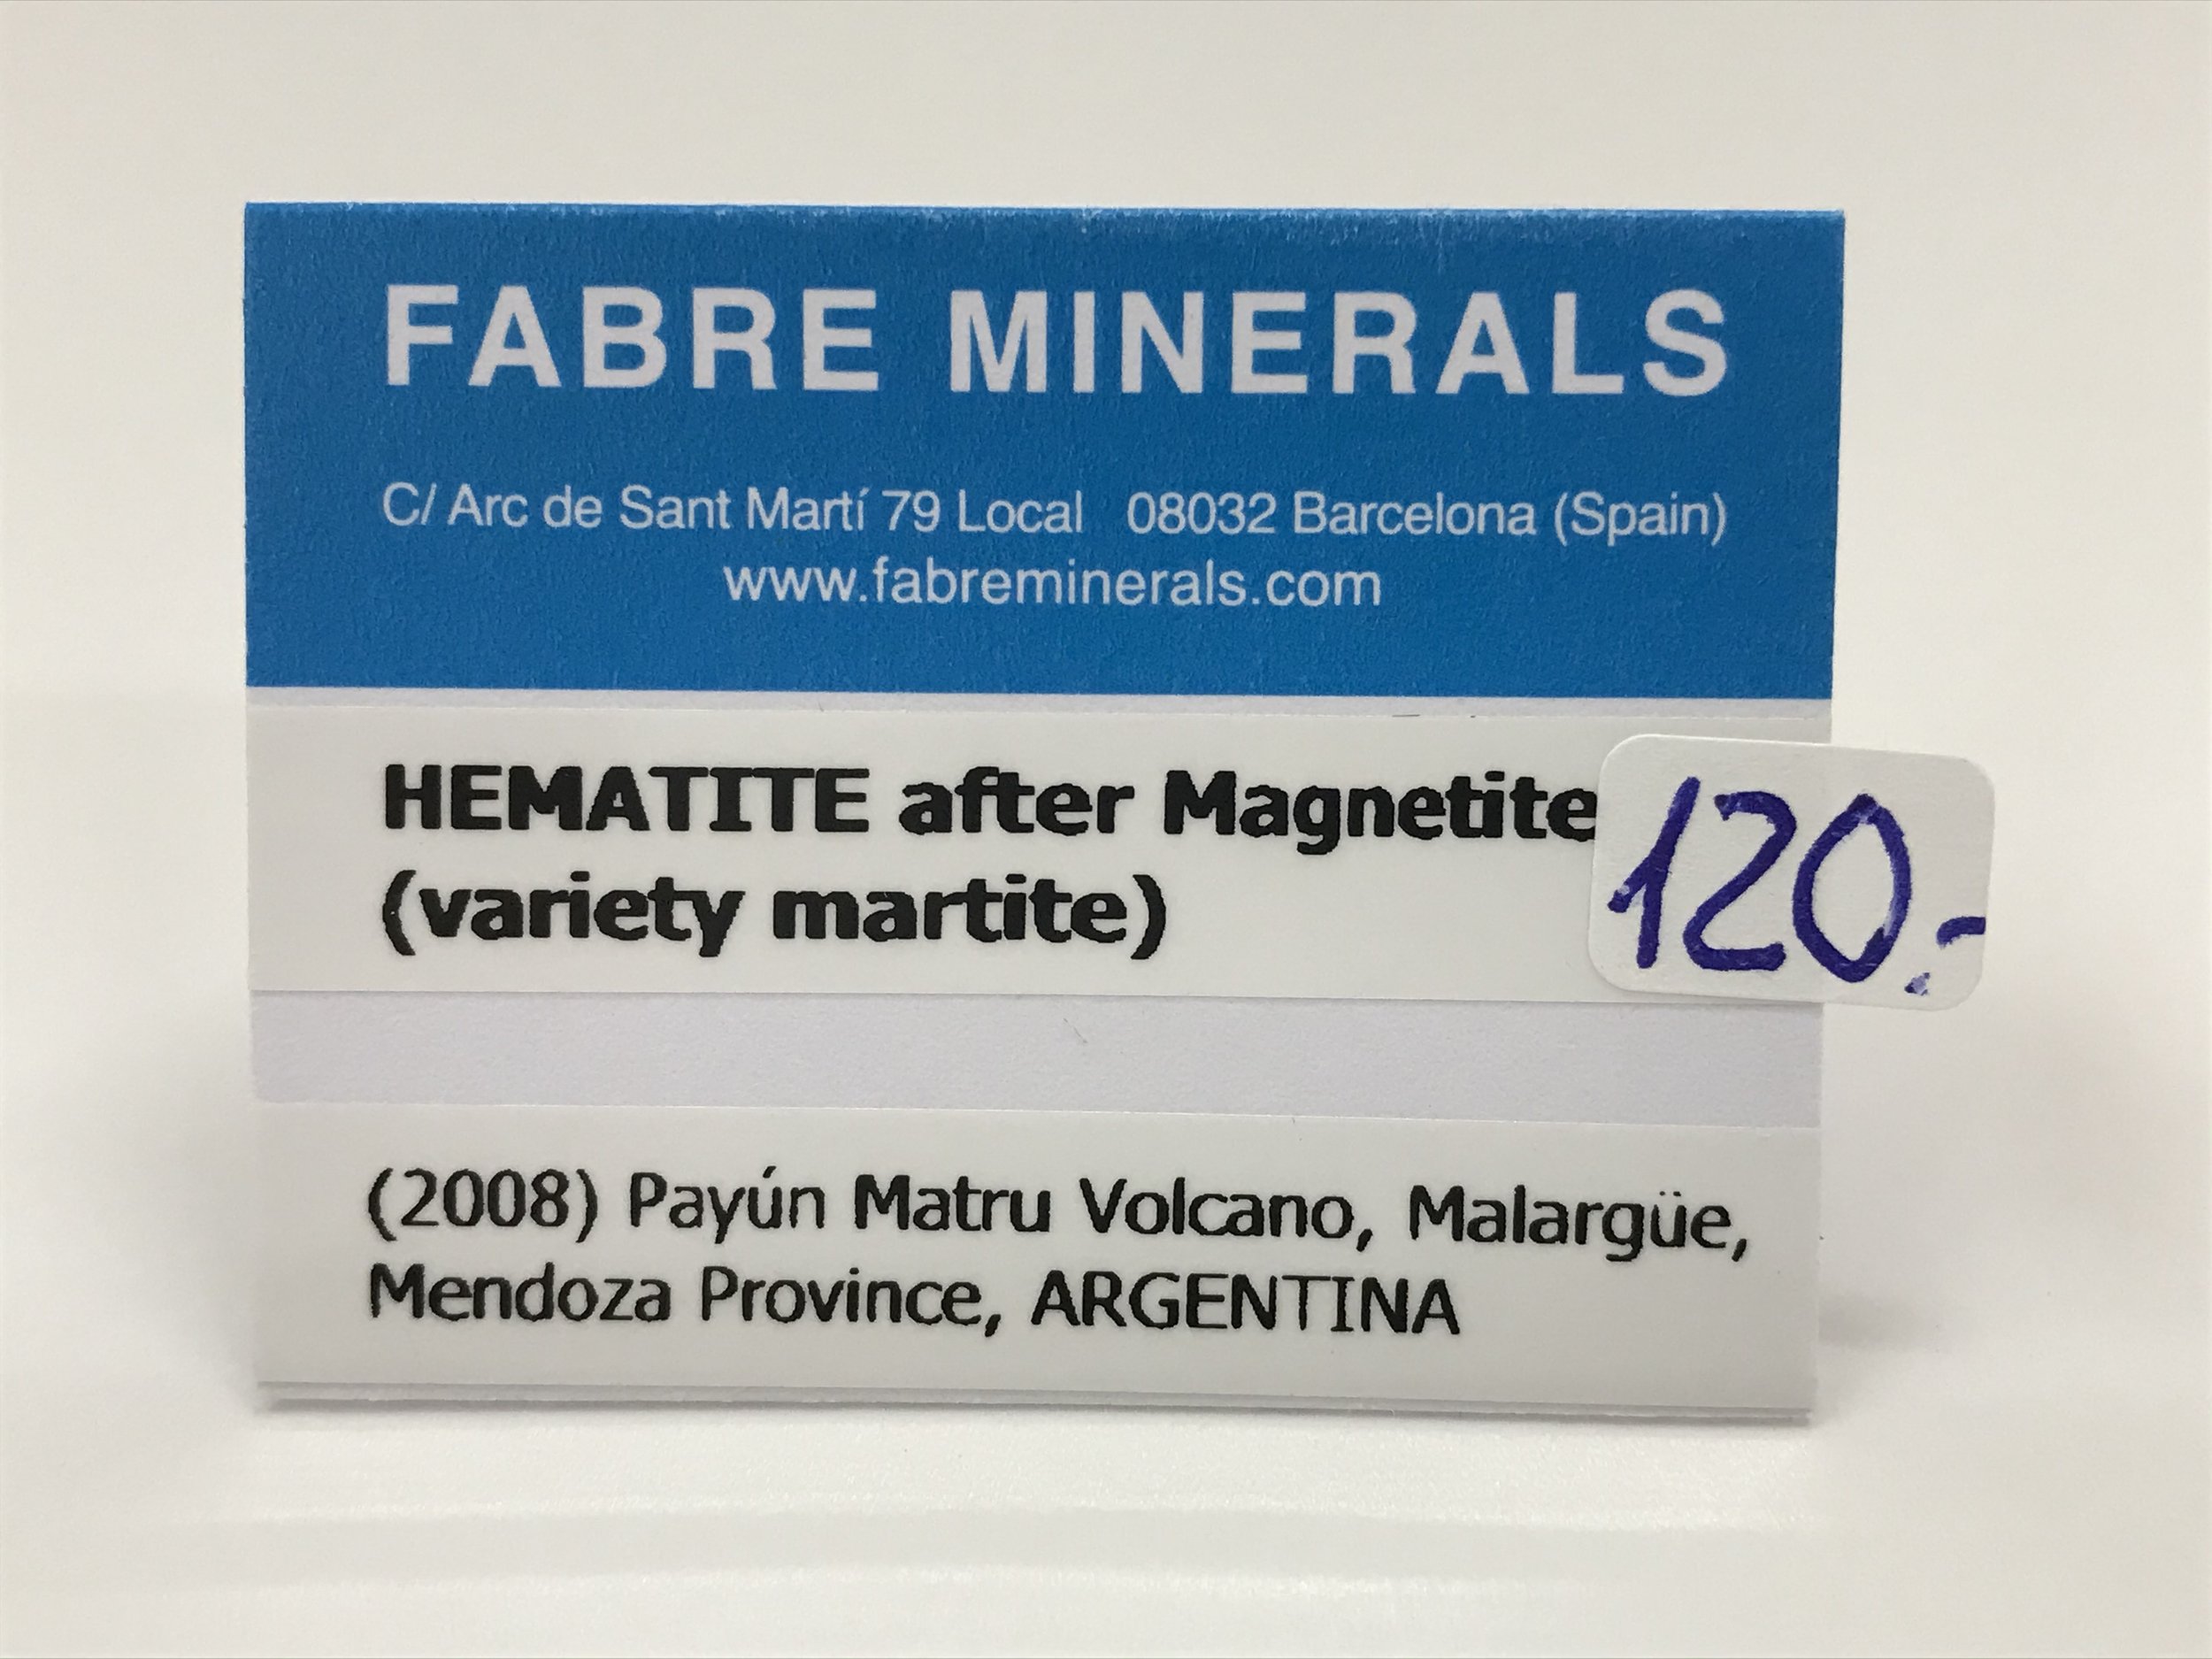 FABRE MINERALS
C/ Arc de Sant Martí 79 Local 08032 Barcelona (Spain)
www.fabreminerals.com
HEMATITE after Magnetite
120.-
(variety martite)
(2008) Payún Matru Volcano, Malargüe,
Mendoza Province, ARGENTINA